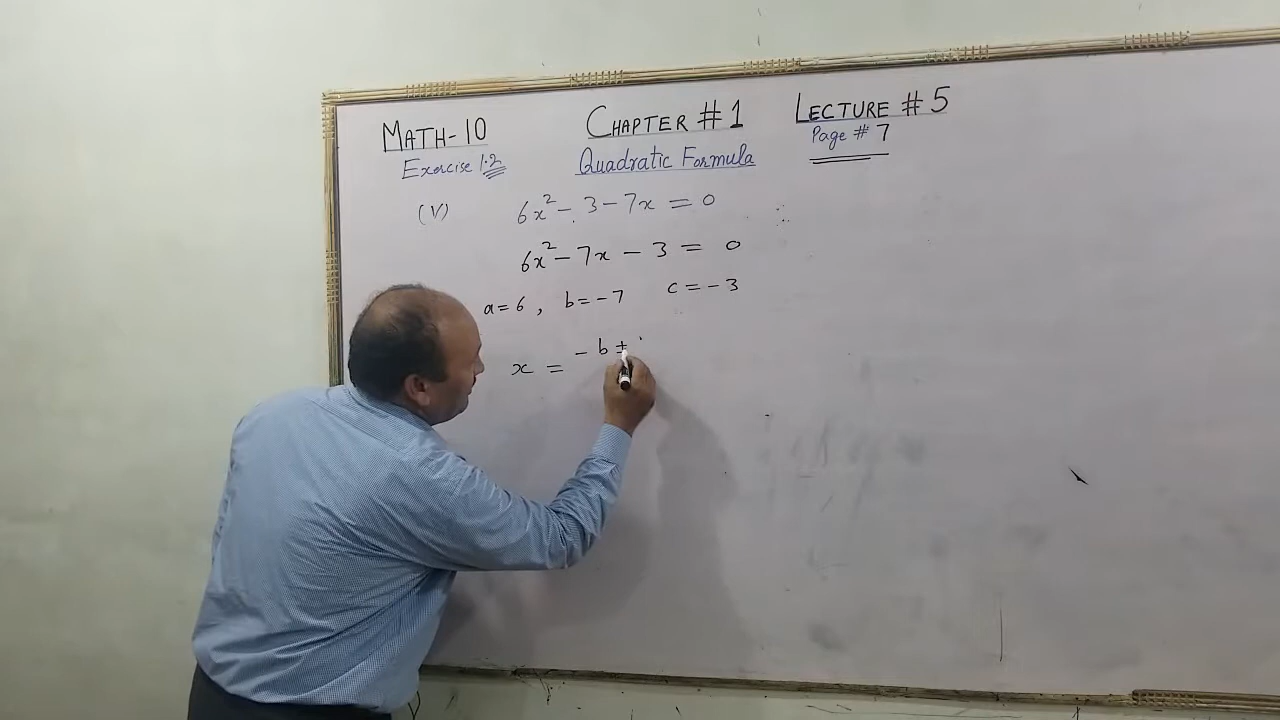 MATH-10 CHAPTER # 1 LECTURE # 5
Exercise 1.2 Quadratic Formula Page # 7
(V) 6x² - 3 - 7x = 0
6x² - 7x - 3 = 0
a = 6 , b = -7 c = -3
x = - b ±